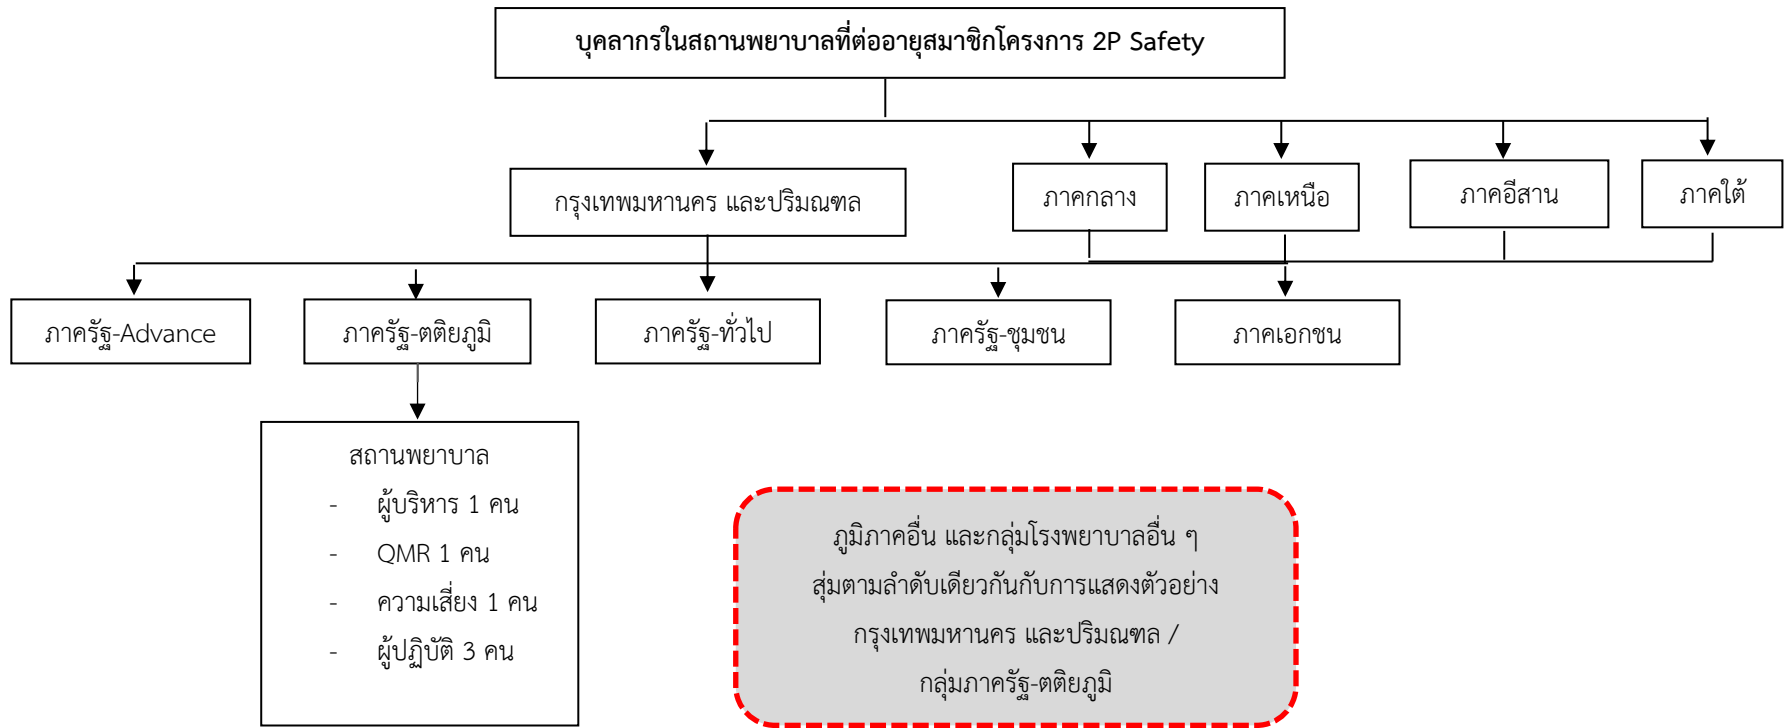 บุคลากรในสถานพยาบาลที่ต่ออายุสมาชิกโครงการ 2P Safety
กรุงเทพมหานคร และปริมณฑล
ภาคกลาง
ภาคเหนือ
ภาคอีสาน
ภาคใต้
ภาครัฐ-Advance
ภาครัฐ-ตติยภูมิ
ภาครัฐ-ทั่วไป
ภาครัฐ-ชุมชน
ภาคเอกชน
สถานพยาบาล
- ผู้บริหาร 1 คน
- QMR 1 คน
- ความเสี่ยง 1 คน
- ผู้ปฏิบัติ 3 คน
ภูมิภาคอื่น และกลุ่มโรงพยาบาลอื่น ๆ
สุ่มตามลำดับเดียวกันกับการแสดงตัวอย่าง
กรุงเทพมหานคร และปริมณฑล /
กลุ่มภาครัฐ-ตติยภูมิ